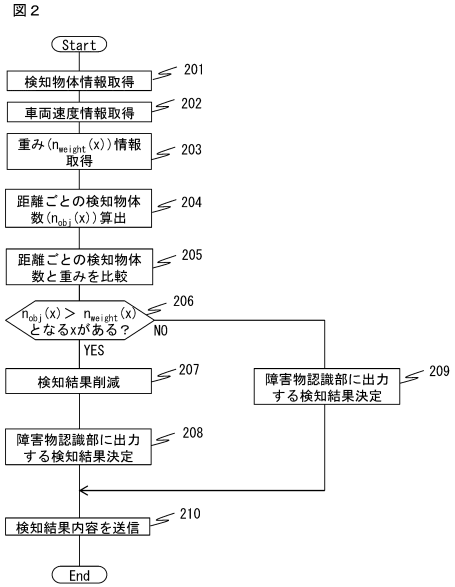 図２
Start
検知物体情報取得
201
車両速度情報取得
202
重み(nweight(x))情報
取得
203
距離ごとの検知物体
数(nobj(x))算出
204
距離ごとの検知物体
数と重みを比較
205
nobj(x)＞ nweight(x)
となるxがある？
206
NO
YES
検知結果削減
207
障害物認識部に出力
する検知結果決定
209
障害物認識部に出力
する検知結果決定
208
検知結果内容を送信
210
End